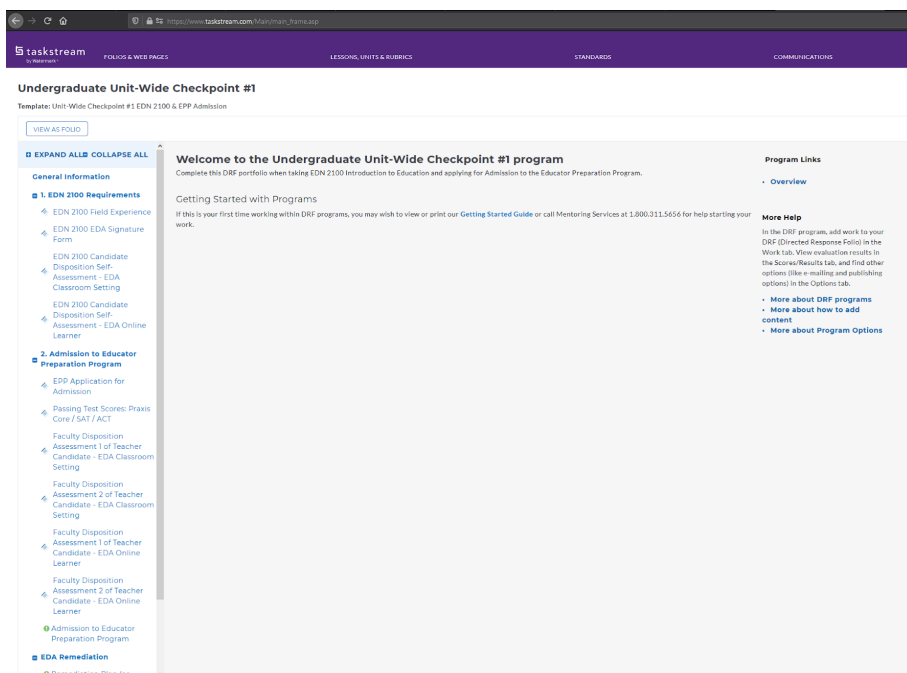 https://www.taskstream.com/Main/main_frame.asp
taskstream
by Watermark™
FOLIOS & WEB PAGES
LESSONS, UNITS & RUBRICS
STANDARDS
COMMUNICATIONS
Undergraduate Unit-Wide Checkpoint #1
Template: Unit-Wide Checkpoint #1 EDN 2100 & EPP Admission
VIEW AS FOLIO
EXPAND ALL COLLAPSE ALL
General Information
1. EDN 2100 Requirements
EDN 2100 Field Experience
EDN 2100 EDA Signature
Form
EDN 2100 Candidate
Disposition Self-
Assessment - EDA
Classroom Setting
EDN 2100 Candidate
Disposition Self-
Assessment - EDA Online
Learner
2. Admission to Educator
Preparation Program
EPP Application for
Admission
Passing Test Scores: Praxis
Core / SAT / ACT
Faculty Disposition
Assessment 1 of Teacher
Candidate - EDA Classroom
Setting
Faculty Disposition
Assessment 2 of Teacher
Candidate - EDA Classroom
Setting
Faculty Disposition
Assessment 1 of Teacher
Candidate - EDA Online
Learner
Faculty Disposition
Assessment 2 of Teacher
Candidate - EDA Online
Learner
Admission to Educator
Preparation Program
EDA Remediation
Remediation Plan for
Welcome to the Undergraduate Unit-Wide Checkpoint #1 program
Complete this DRF portfolio when taking EDN 2100 Introduction to Education and applying for Admission to the Educator Preparation Program.
Getting Started with Programs
If this is your first time working within DRF programs, you may wish to view or print our Getting Started Guide or call Mentoring Services at 1.800.311.5656 for help starting your
work.
Program Links
• Overview
More Help
In the DRF program, add work to your
DRF (Directed Response Folio) in the
Work tab. View evaluation results in
the Scores/Results tab, and find other
options (like e-mailing and publishing
options) in the Options tab.
• More about DRF programs
• More about how to add
content
• More about Program Options